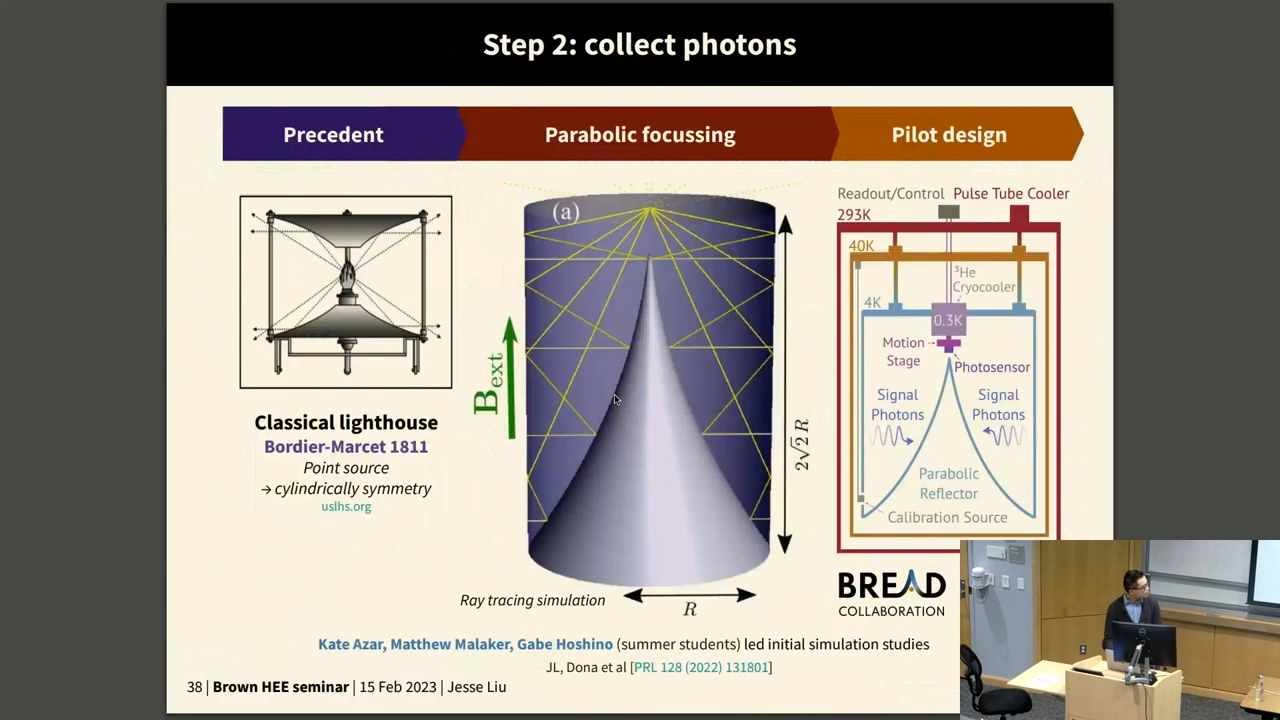 Step 2: collect photons
Precedent
Parabolic focussing
Pilot design
Classical lighthouse
Bordier-Marcet 1811
Point source
→ cylindrically symmetry
uslhs.org
(a)
B_ext
2√2 R
R
Ray tracing simulation
Readout/Control
Pulse Tube Cooler
293K
40K
³He
Cryocooler
4K
0.3K
Motion
Stage
Photosensor
Signal
Photons
Signal
Photons
Parabolic
Reflector
Calibration Source
BREAD
COLLABORATION
Kate Azar, Matthew Malaker, Gabe Hoshino (summer students) led initial simulation studies
JL, Dona et al [PRL 128 (2022) 131801]
38 | Brown HEE seminar | 15 Feb 2023 | Jesse Liu